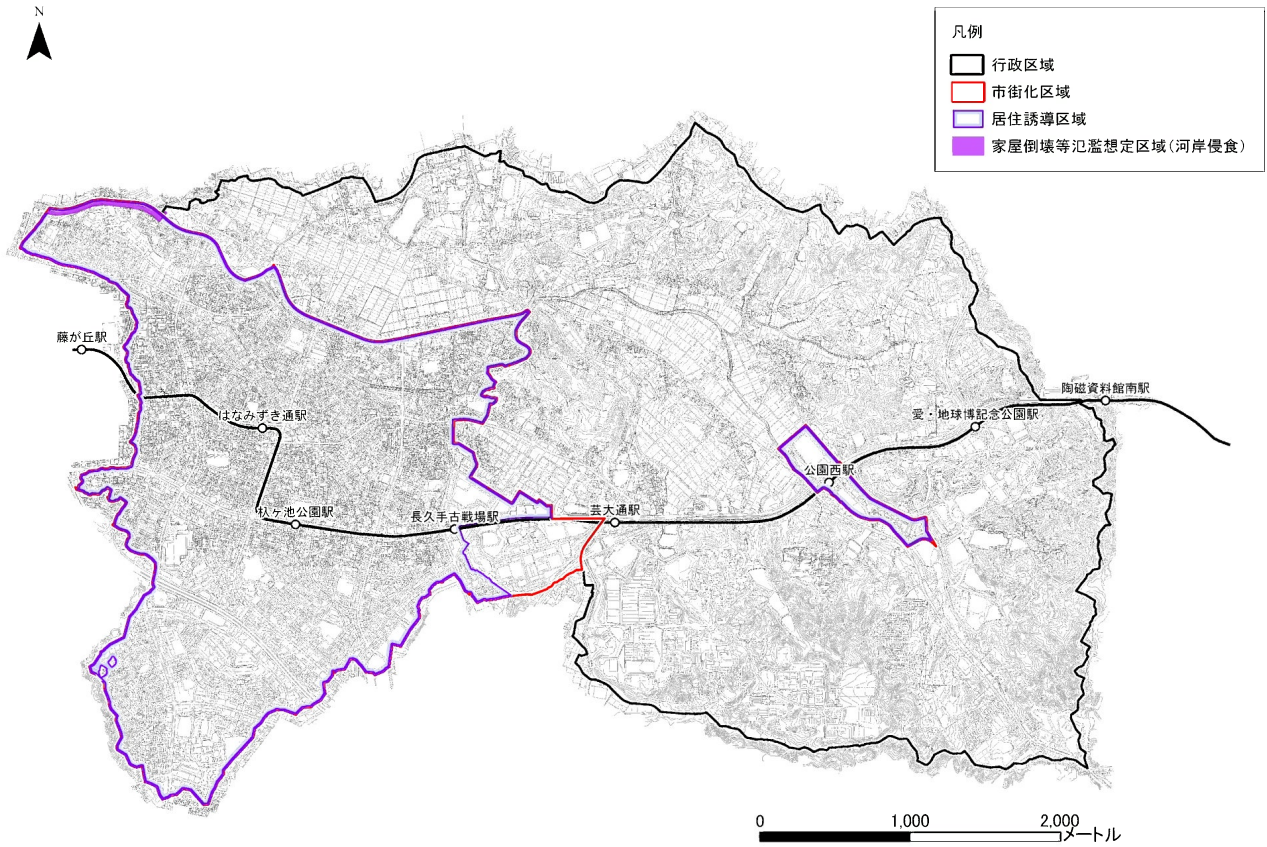 N
凡例
行政区域
市街化区域
居住誘導区域
家屋倒壊等氾濫想定区域(河岸侵食)
藤が丘駅
はなみずき通駅
杁ヶ池公園駅
長久手古戦場駅
芸大通駅
公園西駅
愛・地球博記念公園駅
陶磁資料館南駅
0 1,000 2,000
メートル